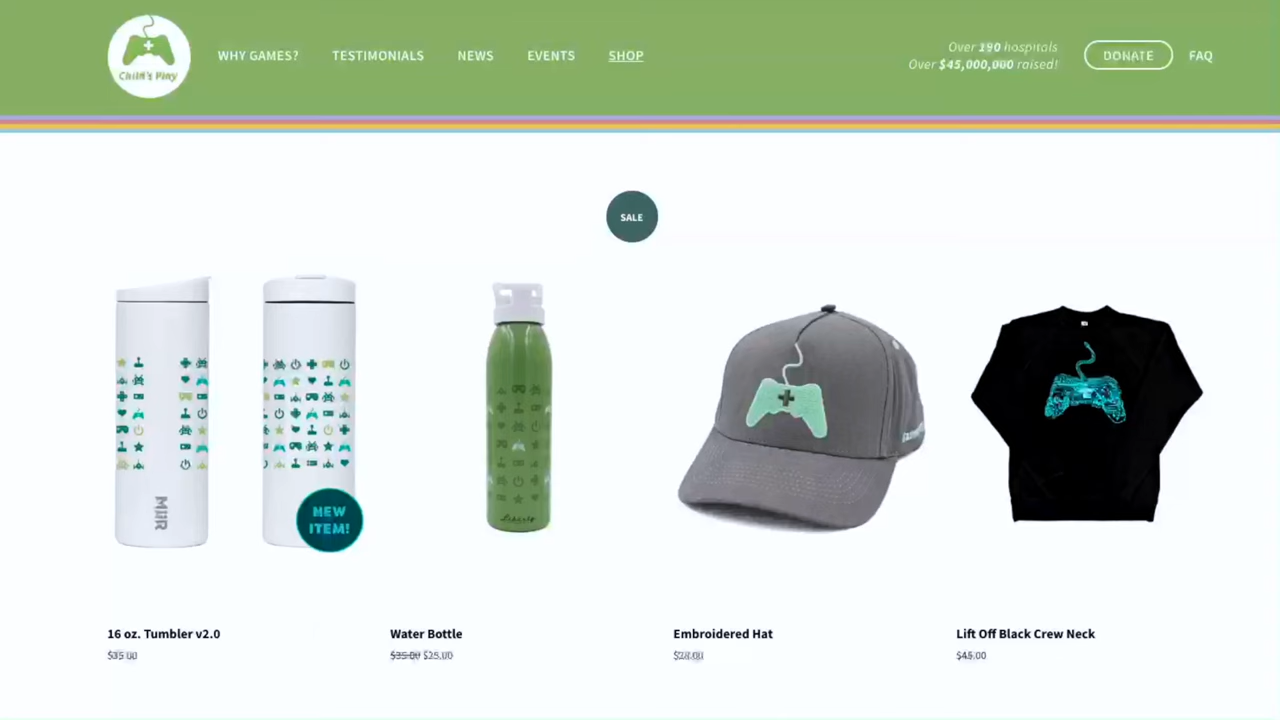 Child's Play
WHY GAMES?
TESTIMONIALS
NEWS
EVENTS
SHOP
Over 190 hospitals
Over $45,000,000 raised!
DONATE
FAQ
SALE
MiiR
NEW
ITEM!
Liberty
16 oz. Tumbler v2.0
$35.00
Water Bottle
$35.00 $25.00
Embroidered Hat
$28.00
Lift Off Black Crew Neck
$45.00